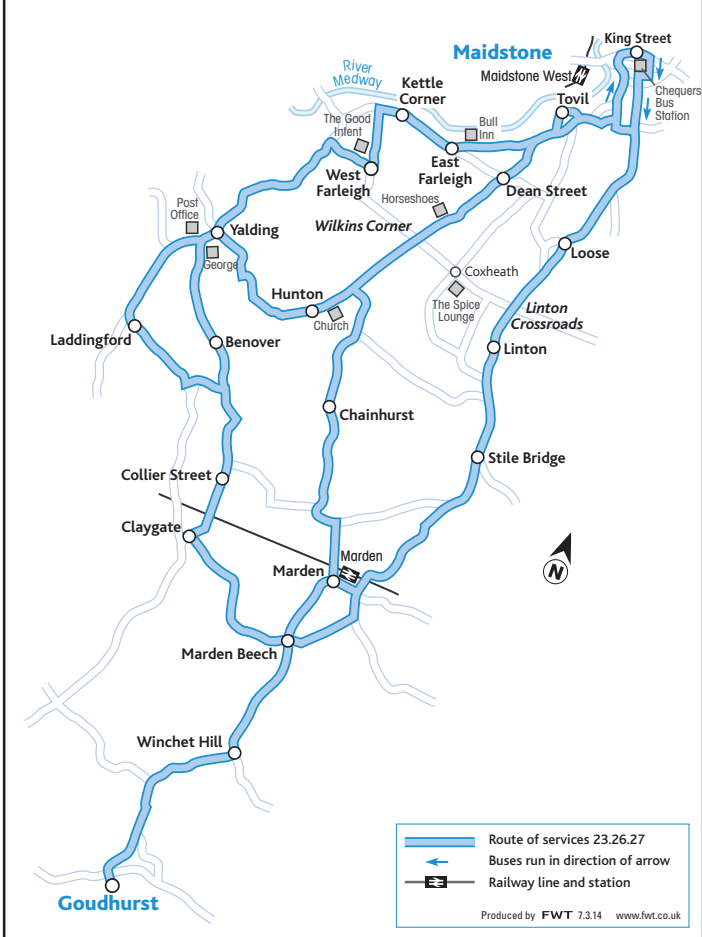 King Street
Maidstone
Maidstone West
Chequers
Bus
Station
River
Medway
Kettle
Corner
Tovil
The Good
Intent
Bull
Inn
East
Farleigh
West
Farleigh
Dean Street
Horseshoes
Post
Office
Yalding
Wilkins Corner
George
Loose
Coxheath
Hunton
Church
The Spice
Lounge
Linton
Crossroads
Laddingford
Benover
Linton
Chainhurst
Stile Bridge
Collier Street
Claygate
Marden
Marden
N
Marden Beech
Winchet Hill
Goudhurst
Route of services 23.26.27
Buses run in direction of arrow
Railway line and station
Produced by FWT 7.3.14 www.fwt.co.uk